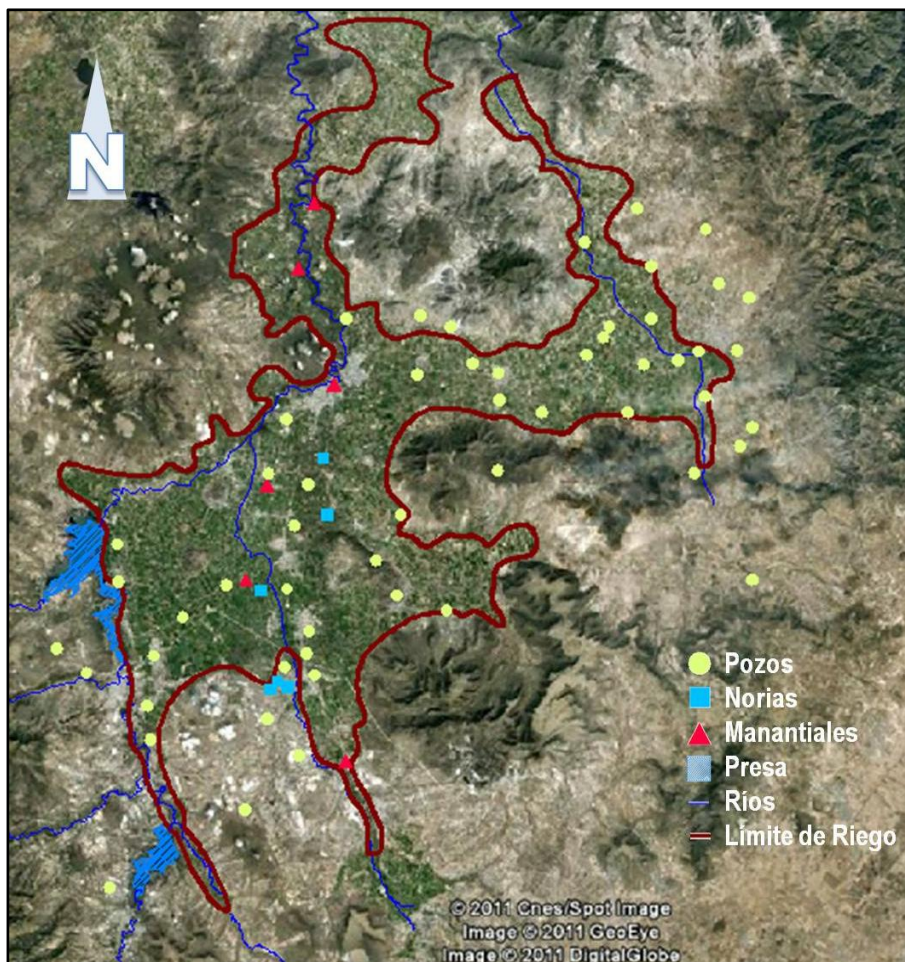 N
Pozos
Norias
Manantiales
Presa
Ríos
Límite de Riego
© 2011 Cnes/Spot Image
Image © 2011 GeoEye
Image © 2011 DigitalGlobe